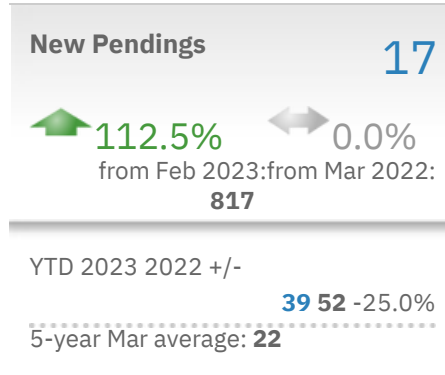 New Pendings
17
112.5% 0.0%
from Feb 2023:from Mar 2022:
817
YTD 2023 2022 +/-
39 52 -25.0%
5-year Mar average: 22